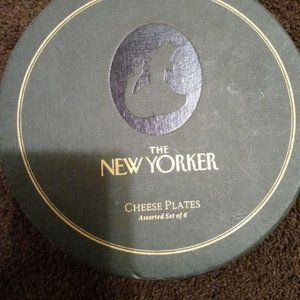 THE
NEW YORKER
CHEESE PLATES
Assorted Set of 6